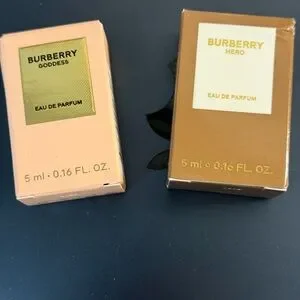 BURBERRY
GODDESS
EAU DE PARFUM
5 ml • 0.16 FL. OZ.
BURBERRY
HERO
EAU DE PARFUM
5 ml • 0.16 FL. OZ.